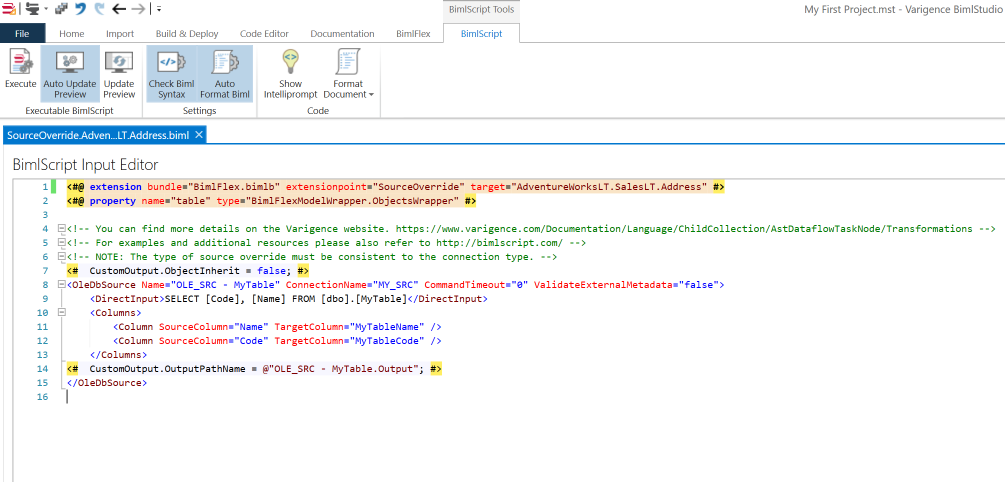 BimlScript Tools
My First Project.mst - Varigence BimlStudio
File Home Import Build & Deploy Code Editor Documentation BimlFlex BimlScript
Execute Auto Update Preview Update Preview Check Biml Syntax Auto Format Biml Show Intelliprompt Format Document
Executable BimlScript Settings Code
SourceOverride.Adven...LT.Address.biml ✕
BimlScript Input Editor
1 <#@ extension bundle="BimlFlex.bimlb" extensionpoint="SourceOverride" target="AdventureWorksLT.SalesLT.Address" #>
2 <#@ property name="table" type="BimlFlexModelWrapper.ObjectsWrapper" #>
3
4 <!-- You can find more details on the Varigence website. https://www.varigence.com/Documentation/Language/ChildCollection/AstDataflowTaskNode/Transformations -->
5 <!-- For examples and additional resources please also refer to http://bimlscript.com/ -->
6 <!-- NOTE: The type of source override must be consistent to the connection type. -->
7 <#  CustomOutput.ObjectInherit = false; #>
8 <OleDbSource Name="OLE_SRC - MyTable" ConnectionName="MY_SRC" CommandTimeout="0" ValidateExternalMetadata="false">
9 <DirectInput>SELECT [Code], [Name] FROM [dbo].[MyTable]</DirectInput>
10 <Columns>
11 <Column SourceColumn="Name" TargetColumn="MyTableName" />
12 <Column SourceColumn="Code" TargetColumn="MyTableCode" />
13 </Columns>
14 <#  CustomOutput.OutputPathName = @"OLE_SRC - MyTable.Output"; #>
15 </OleDbSource>
16